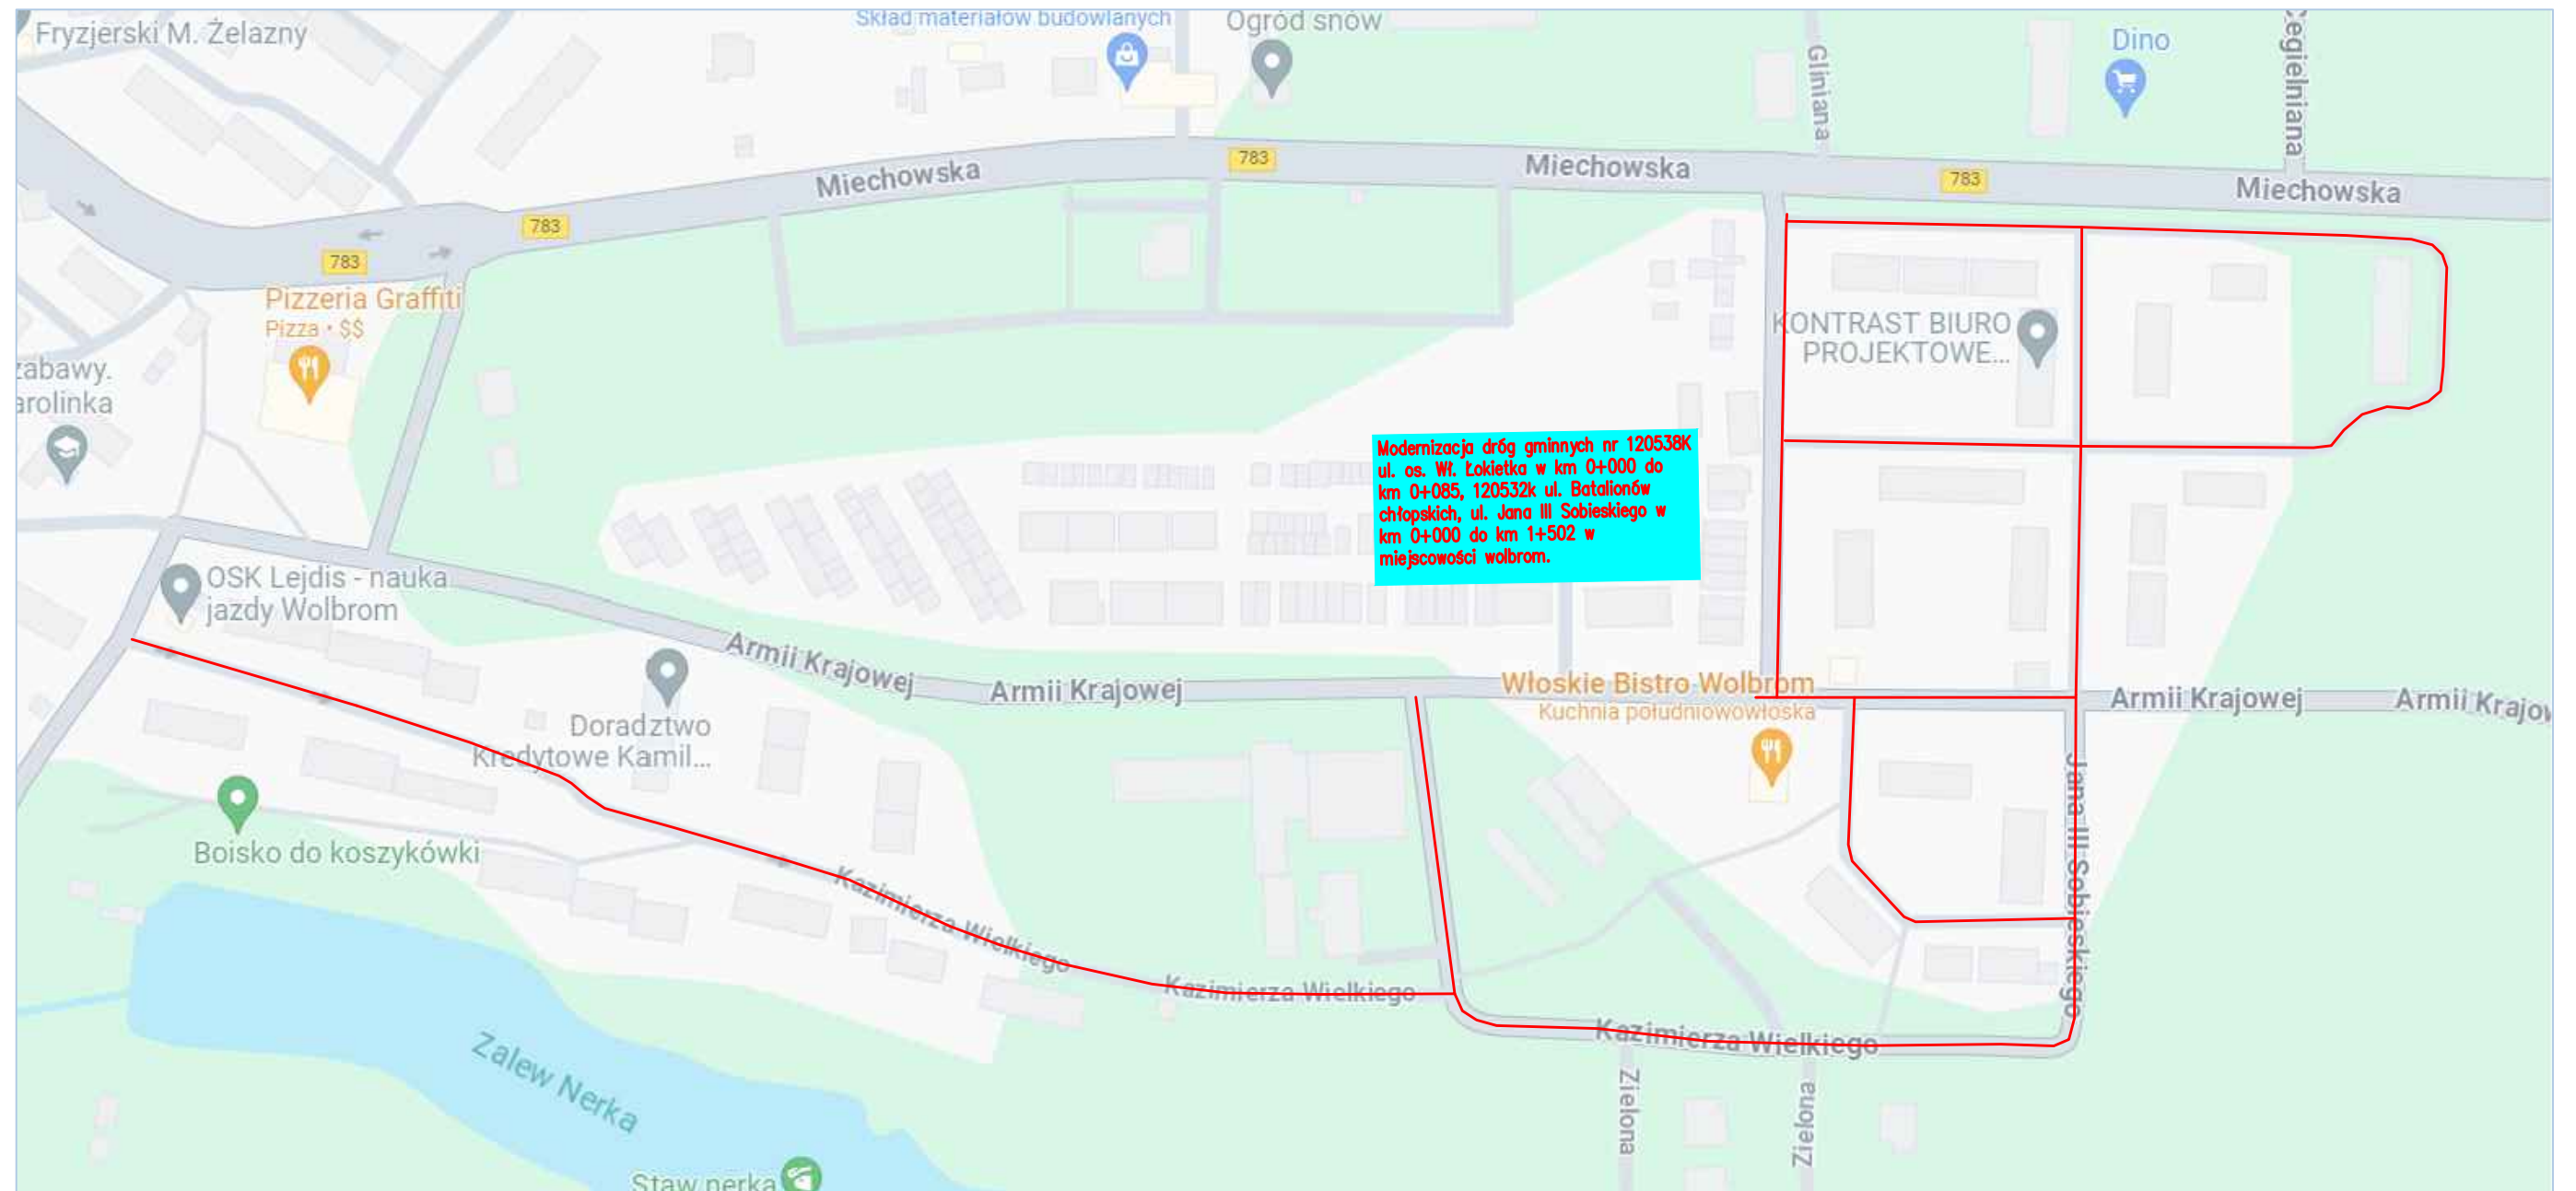 Fryzjerski M. Żelazny
Skład materiałów budowlanych
Ogród snów
Gliniana
Dino
Cegielniana
Miechowska
783
Miechowska
783
Miechowska
783
783
Pizzeria Graffiti
Pizza • $$
KONTRAST BIURO
PROJEKTOWE...
zabawy.
arolinka
Modernizacja dróg gminnych nr 120538K
ul. os. Wł. Łokietka w km 0+000 do
km 0+085, 120532k ul. Batalionów
chłopskich, ul. Jana III Sobieskiego w
km 0+000 do km 1+502 w
miejscowości wolbrom.
OSK Lejdis - nauka
jazdy Wolbrom
Armii Krajowej
Armii Krajowej
Włoskie Bistro Wolbrom
Kuchnia południowowłoska
Armii Krajowej
Armii Krajow
Doradztwo
Kredytowe Kamil...
Jana III Sobieskiego
Boisko do koszykówki
Kazimierza Wielkiego
Kazimierza Wielkiego
Kazimierza Wielkiego
Zalew Nerka
Zielona
Zielona
Staw nerka